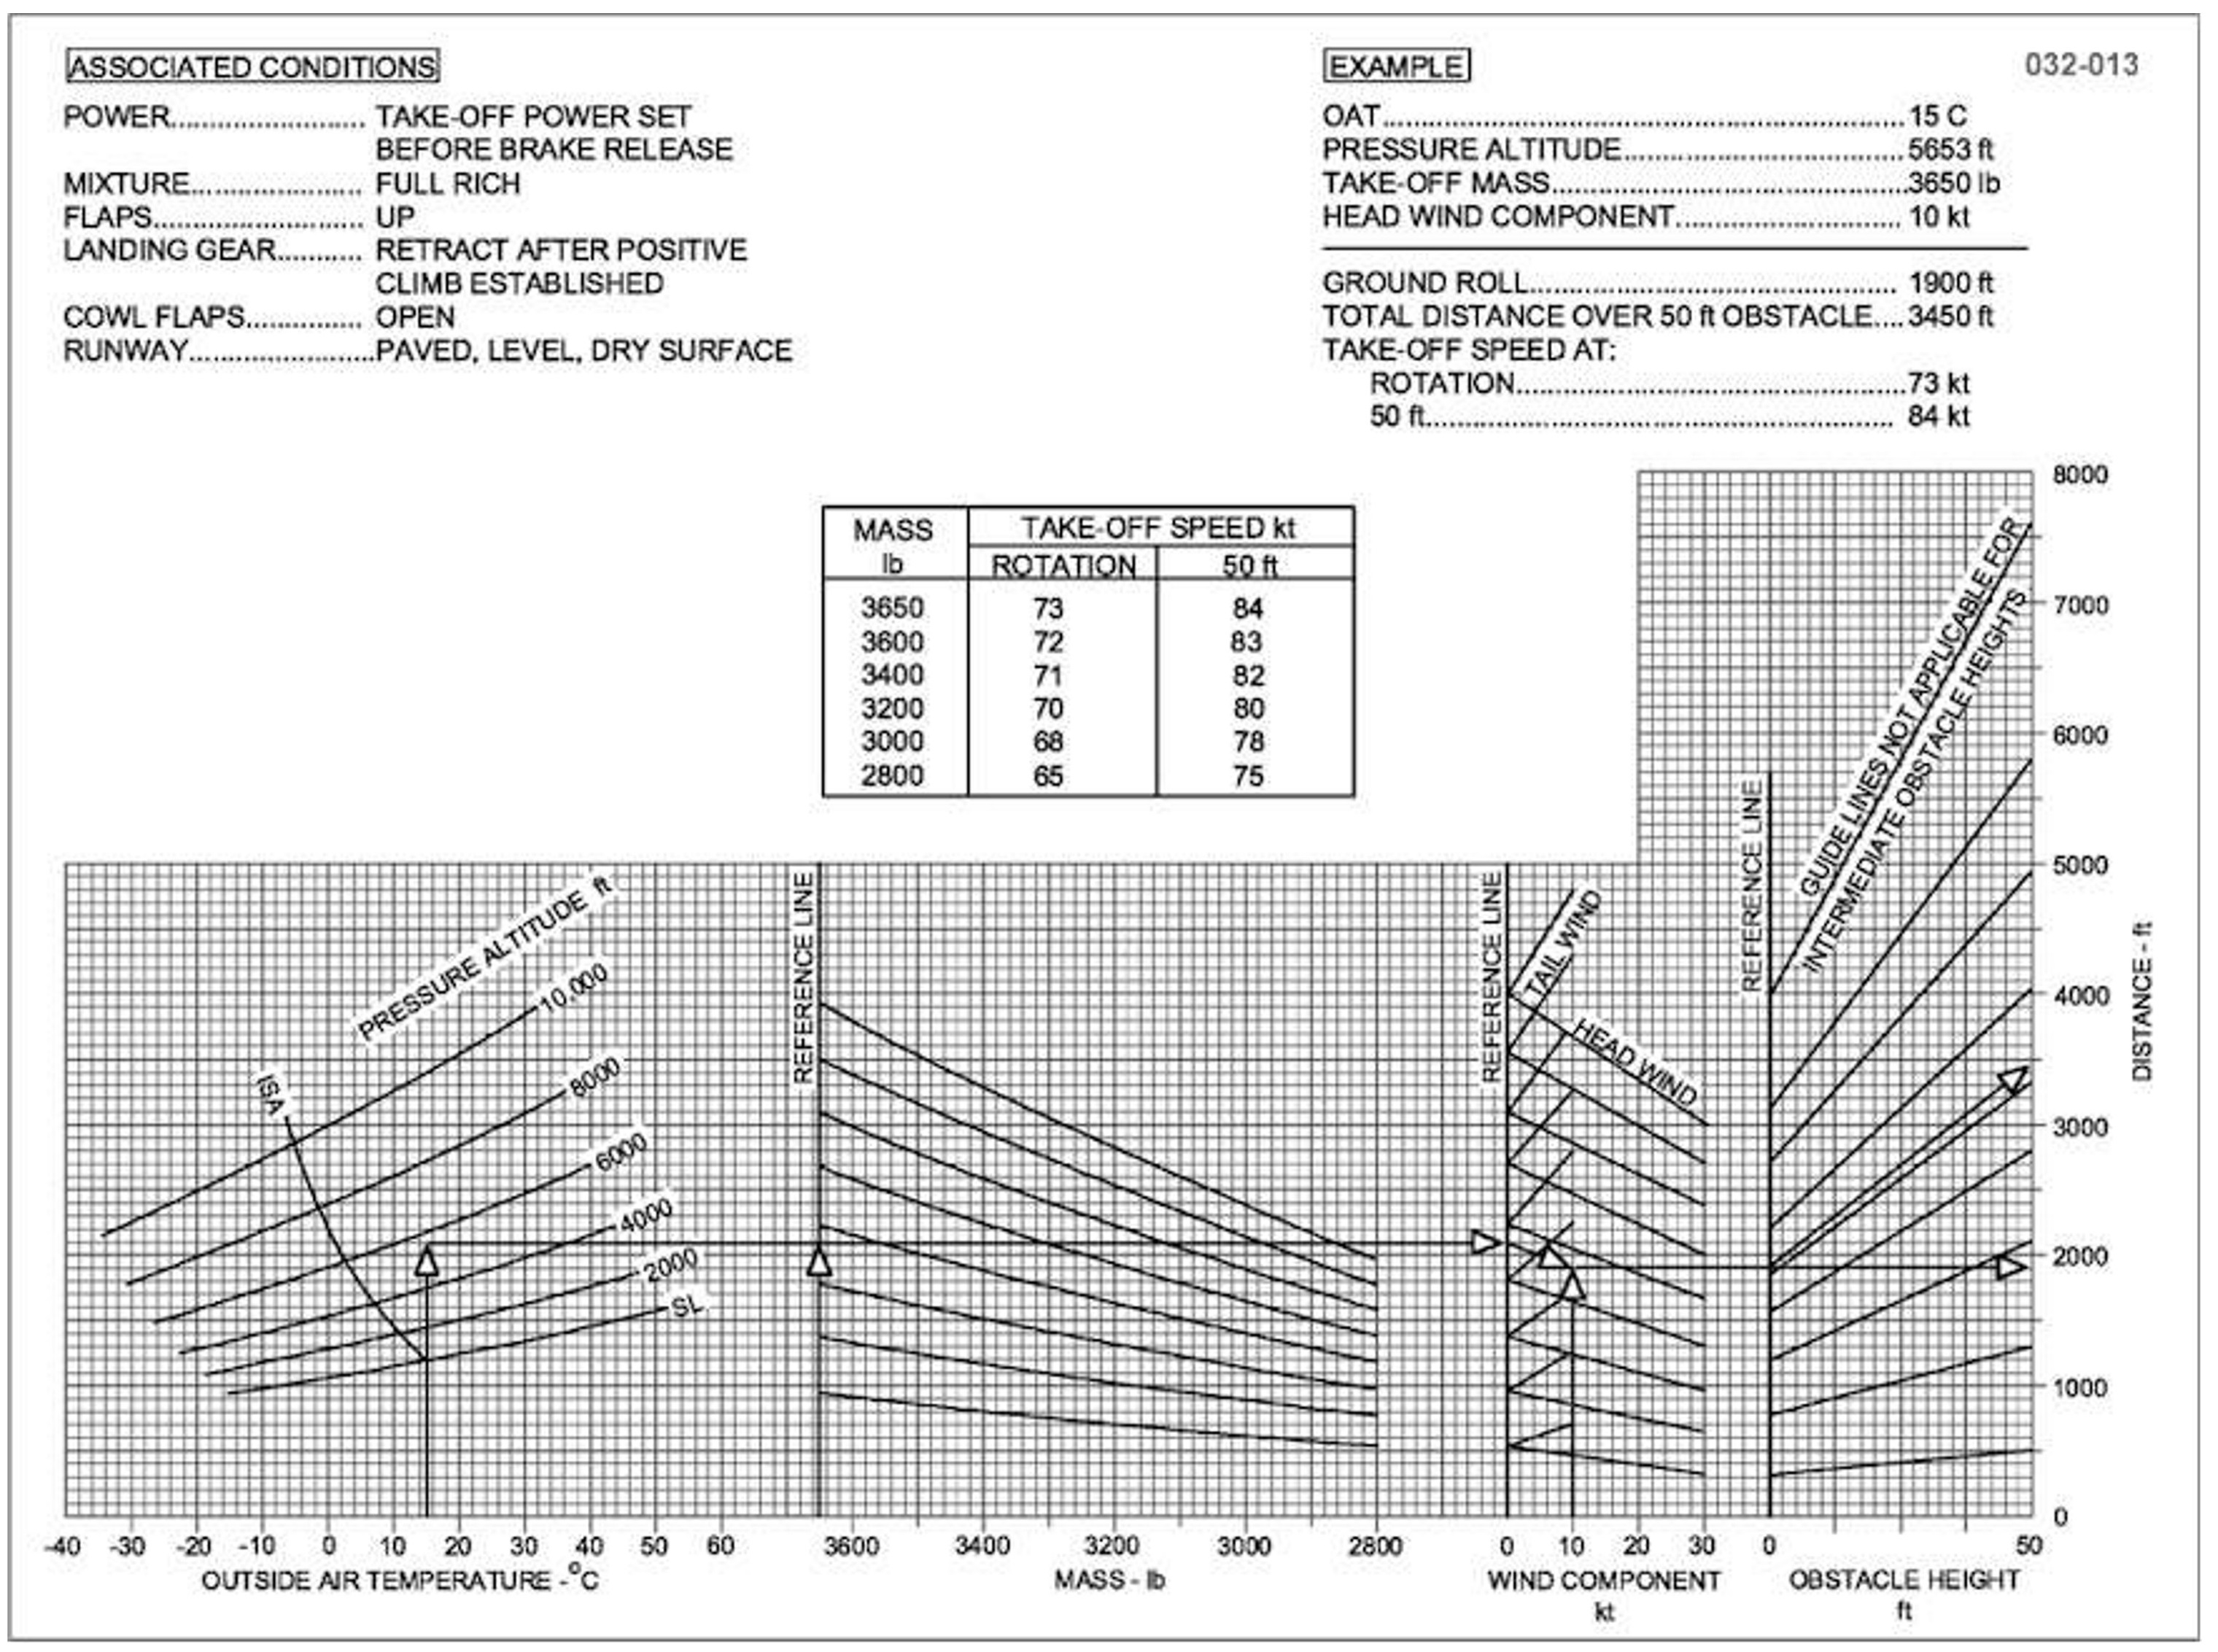 ASSOCIATED CONDITIONS
POWER........................ TAKE-OFF POWER SET
BEFORE BRAKE RELEASE
MIXTURE..................... FULL RICH
FLAPS.......................... UP
LANDING GEAR........... RETRACT AFTER POSITIVE
CLIMB ESTABLISHED
COWL FLAPS............... OPEN
RUNWAY.......................PAVED, LEVEL, DRY SURFACE
EXAMPLE
032-013
OAT.................................................................15 C
PRESSURE ALTITUDE...................................5653 ft
TAKE-OFF MASS............................................3650 lb
HEAD WIND COMPONENT............................ 10 kt
GROUND ROLL.............................................. 1900 ft
TOTAL DISTANCE OVER 50 ft OBSTACLE....3450 ft
TAKE-OFF SPEED AT:
ROTATION................................................73 kt
50 ft.......................................................... 84 kt
MASS lb TAKE-OFF SPEED kt
ROTATION 50 ft
3650 73 84
3600 72 83
3400 71 82
3200 70 80
3000 68 78
2800 65 75
PRESSURE ALTITUDE ft
10,000
8000
6000
4000
2000
SL
ISA
REFERENCE LINE
REFERENCE LINE
TAIL WIND
HEAD WIND
REFERENCE LINE
GUIDE LINES NOT APPLICABLE FOR
INTERMEDIATE OBSTACLE HEIGHTS
8000
7000
6000
5000
4000
3000
2000
1000
0
DISTANCE - ft
-40 -30 -20 -10 0 10 20 30 40 50 60
OUTSIDE AIR TEMPERATURE -°C
3600 3400 3200 3000 2800
MASS - lb
0 10 20 30
WIND COMPONENT
kt
0 50
OBSTACLE HEIGHT
ft